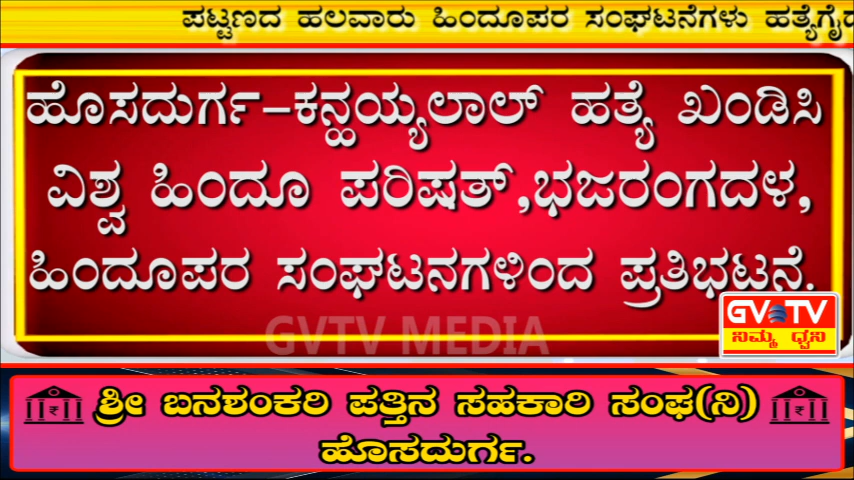 ಪಟ್ಟಣದ ಹಲವಾರು ಹಿಂದೂಪರ ಸಂಘಟನೆಗಳು
ಹೊಸದುರ್ಗ-ಕನ್ಹಯ್ಯಲಾಲ್ ಹತ್ಯೆ ಖಂಡಿಸಿ
ವಿಶ್ವ ಹಿಂದೂ ಪರಿಷತ್,ಭಜರಂಗದಳ,
ಹಿಂದೂಪರ ಸಂಘಟನಗಳಿಂದ ಪ್ರತಿಭಟನೆ.
GVTV
ನಿಮ್ಮ ಧ್ವನಿ
GVTV MEDIA
ಶ್ರೀ ಬನಶಂಕರಿ ಪತ್ತಿನ ಸಹಕಾರಿ ಸಂಘ(ನಿ)
ಹೊಸದುರ್ಗ.